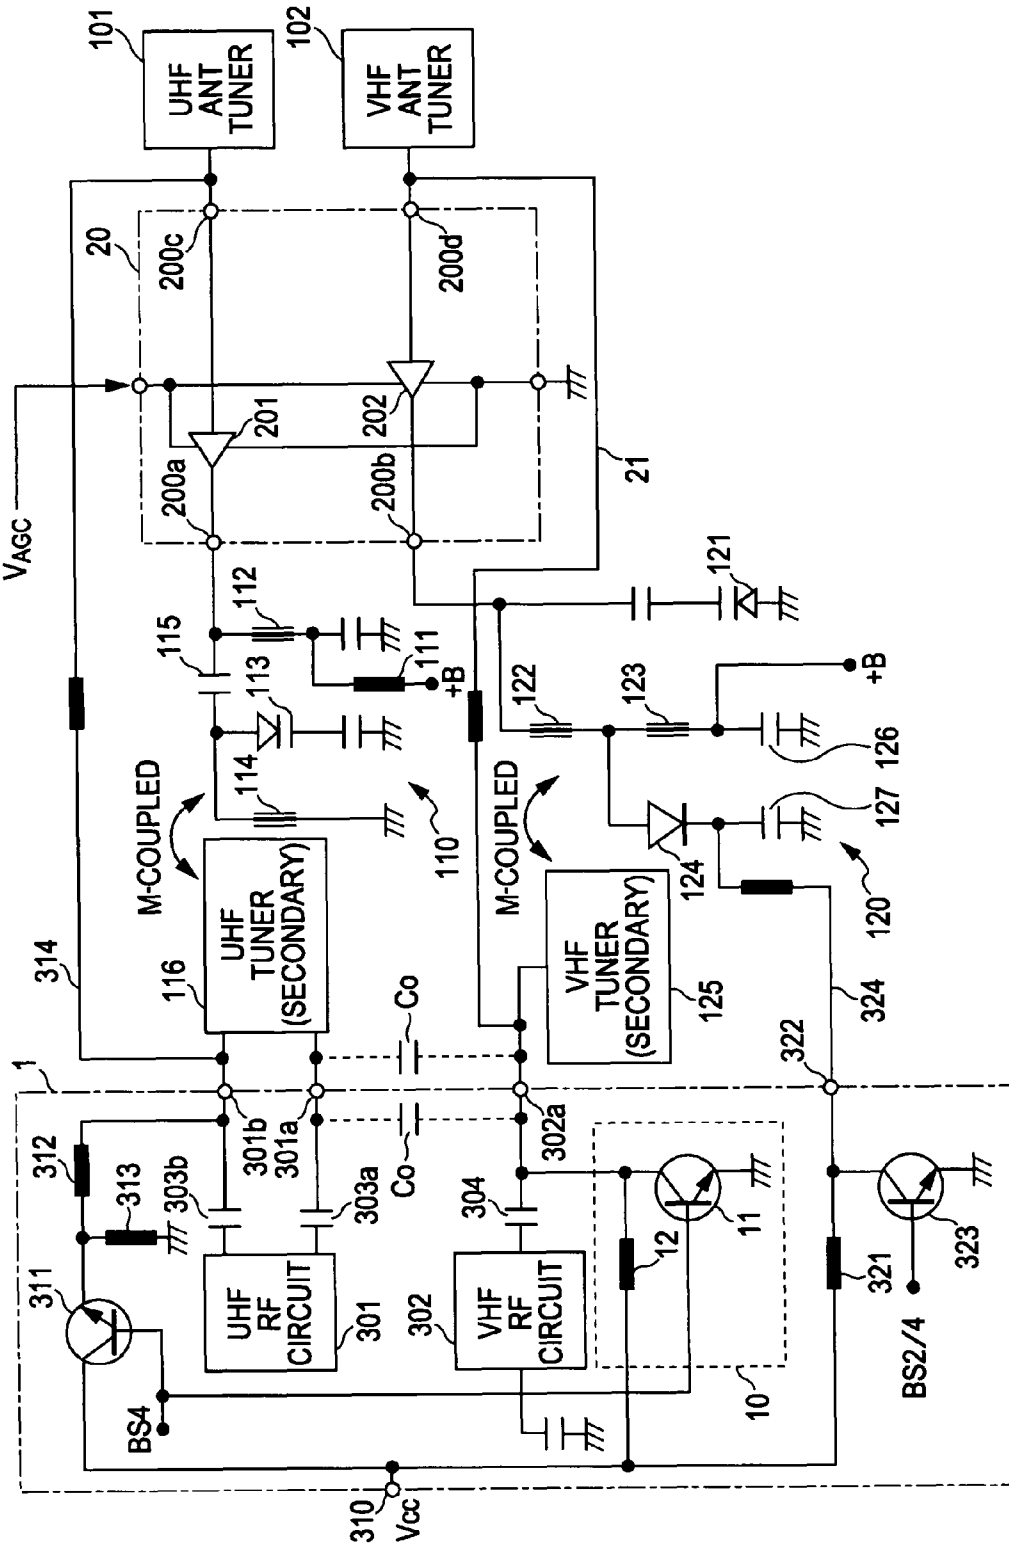 101
UHF
ANT
TUNER
102
VHF
ANT
TUNER
VAGC
20
200c
200d
201
202
200a
200b
21
115
112
113
111
+B
114
M-COUPLED
110
121
122
123
+B
126
127
124
120
M-COUPLED
314
116
UHF
TUNER
(SECONDARY)
VHF
TUNER
(SECONDARY)
125
324
322
Co
Co
1
312
313
311
303b
301b
301a
303a
302a
304
UHF
RF
CIRCUIT
301
302
VHF
RF
CIRCUIT
12
11
10
321
323
BS4
BS2/4
310
Vcc